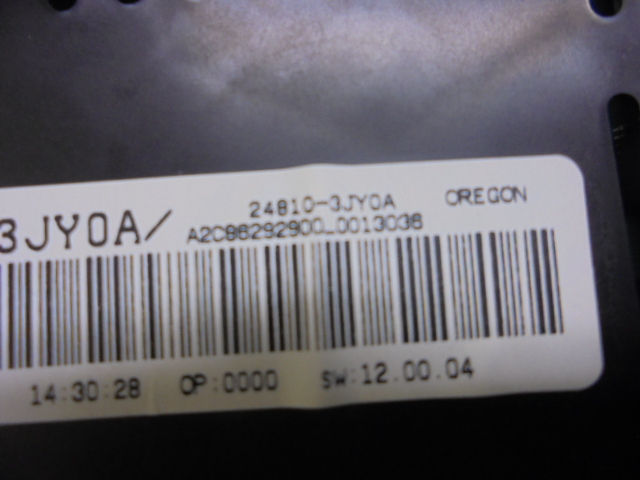 24810-3JY0A OREGON
3JY0A/ A2C86292900_0013036
14:30:28 OP:0000 SW:12.00.04